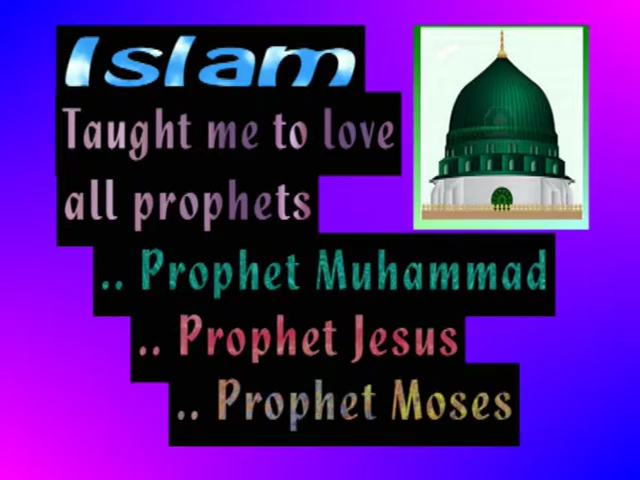 Islam
Taught me to love
all prophets
.. Prophet Muhammad
.. Prophet Jesus
.. Prophet Moses